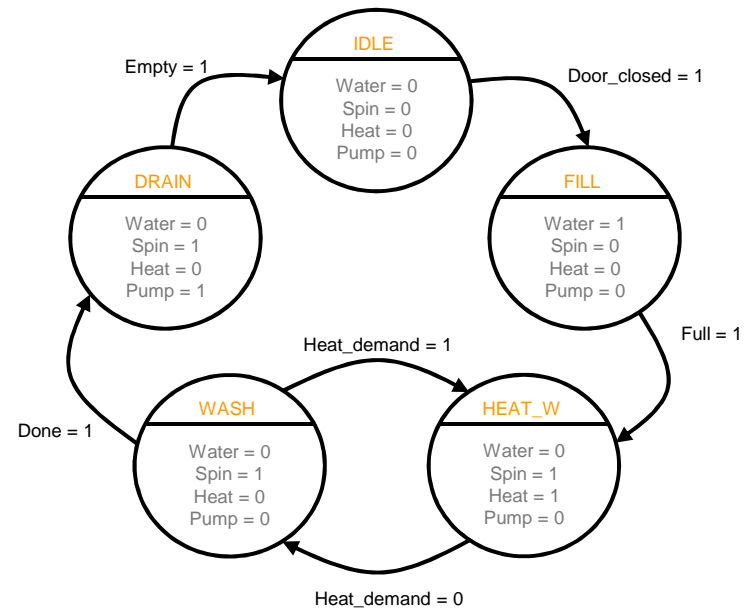 IDLE
Water = 0
Spin = 0
Heat = 0
Pump = 0
Empty = 1
Door_closed = 1
DRAIN
Water = 0
Spin = 1
Heat = 0
Pump = 1
FILL
Water = 1
Spin = 0
Heat = 0
Pump = 0
Full = 1
Heat_demand = 1
WASH
Water = 0
Spin = 1
Heat = 0
Pump = 0
HEAT_W
Water = 0
Spin = 1
Heat = 1
Pump = 0
Done = 1
Heat_demand = 0